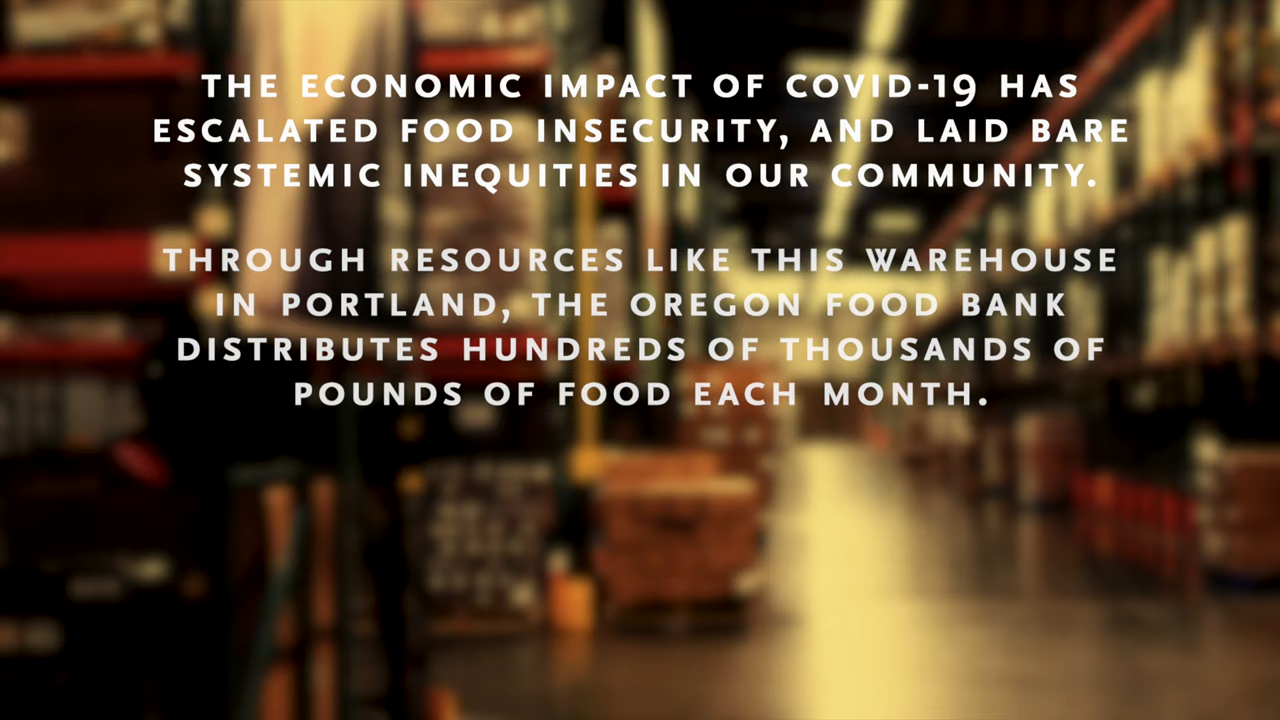 THE ECONOMIC IMPACT OF COVID-19 HAS
ESCALATED FOOD INSECURITY, AND LAID BARE
SYSTEMIC INEQUITIES IN OUR COMMUNITY.
THROUGH RESOURCES LIKE THIS WAREHOUSE
IN PORTLAND, THE OREGON FOOD BANK
DISTRIBUTES HUNDREDS OF THOUSANDS OF
POUNDS OF FOOD EACH MONTH.